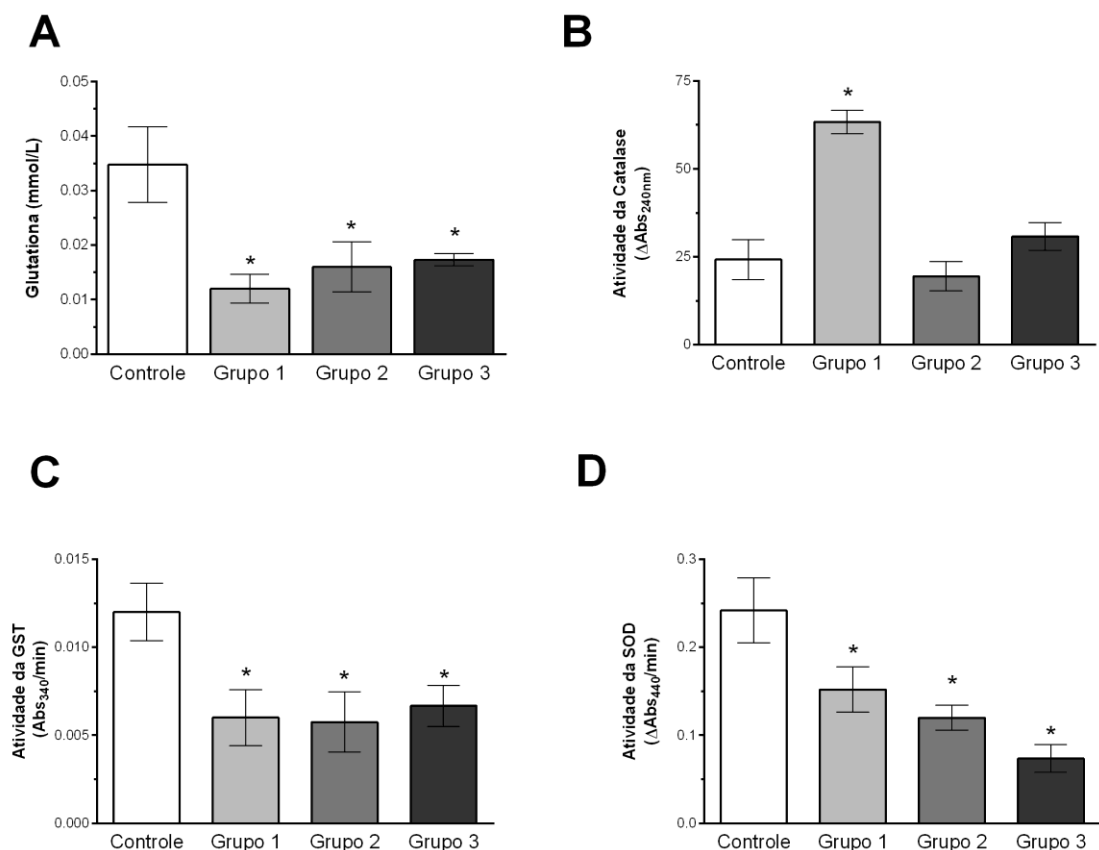 A
Glutationa (mmol/L)
0.05
0.04
0.03
0.02
0.01
0.00
*
*
*
Controle Grupo 1 Grupo 2 Grupo 3
B
Atividade da Catalase
(ΔAbs240nm)
75
50
25
0
*
Controle Grupo 1 Grupo 2 Grupo 3
C
Atividade da GST
(Abs340/min)
0.015
0.010
0.005
0.000
*
*
*
Controle Grupo 1 Grupo 2 Grupo 3
D
Atividade da SOD
(ΔAbs440/min)
0.3
0.2
0.1
0.0
*
*
*
Controle Grupo 1 Grupo 2 Grupo 3